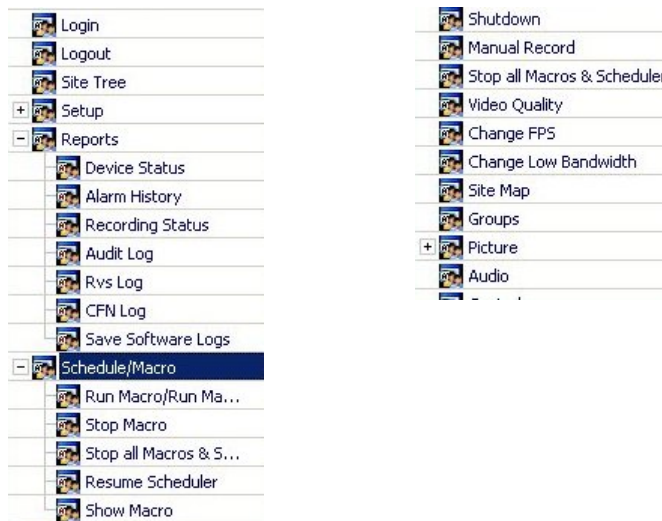 Login
Logout
Site Tree
Setup
Reports
Device Status
Alarm History
Recording Status
Audit Log
Rvs Log
CFN Log
Save Software Logs
Schedule/Macro
Run Macro/Run Ma...
Stop Macro
Stop all Macros & S...
Resume Scheduler
Show Macro
Shutdown
Manual Record
Stop all Macros & Scheduler
Video Quality
Change FPS
Change Low Bandwidth
Site Map
Groups
Picture
Audio